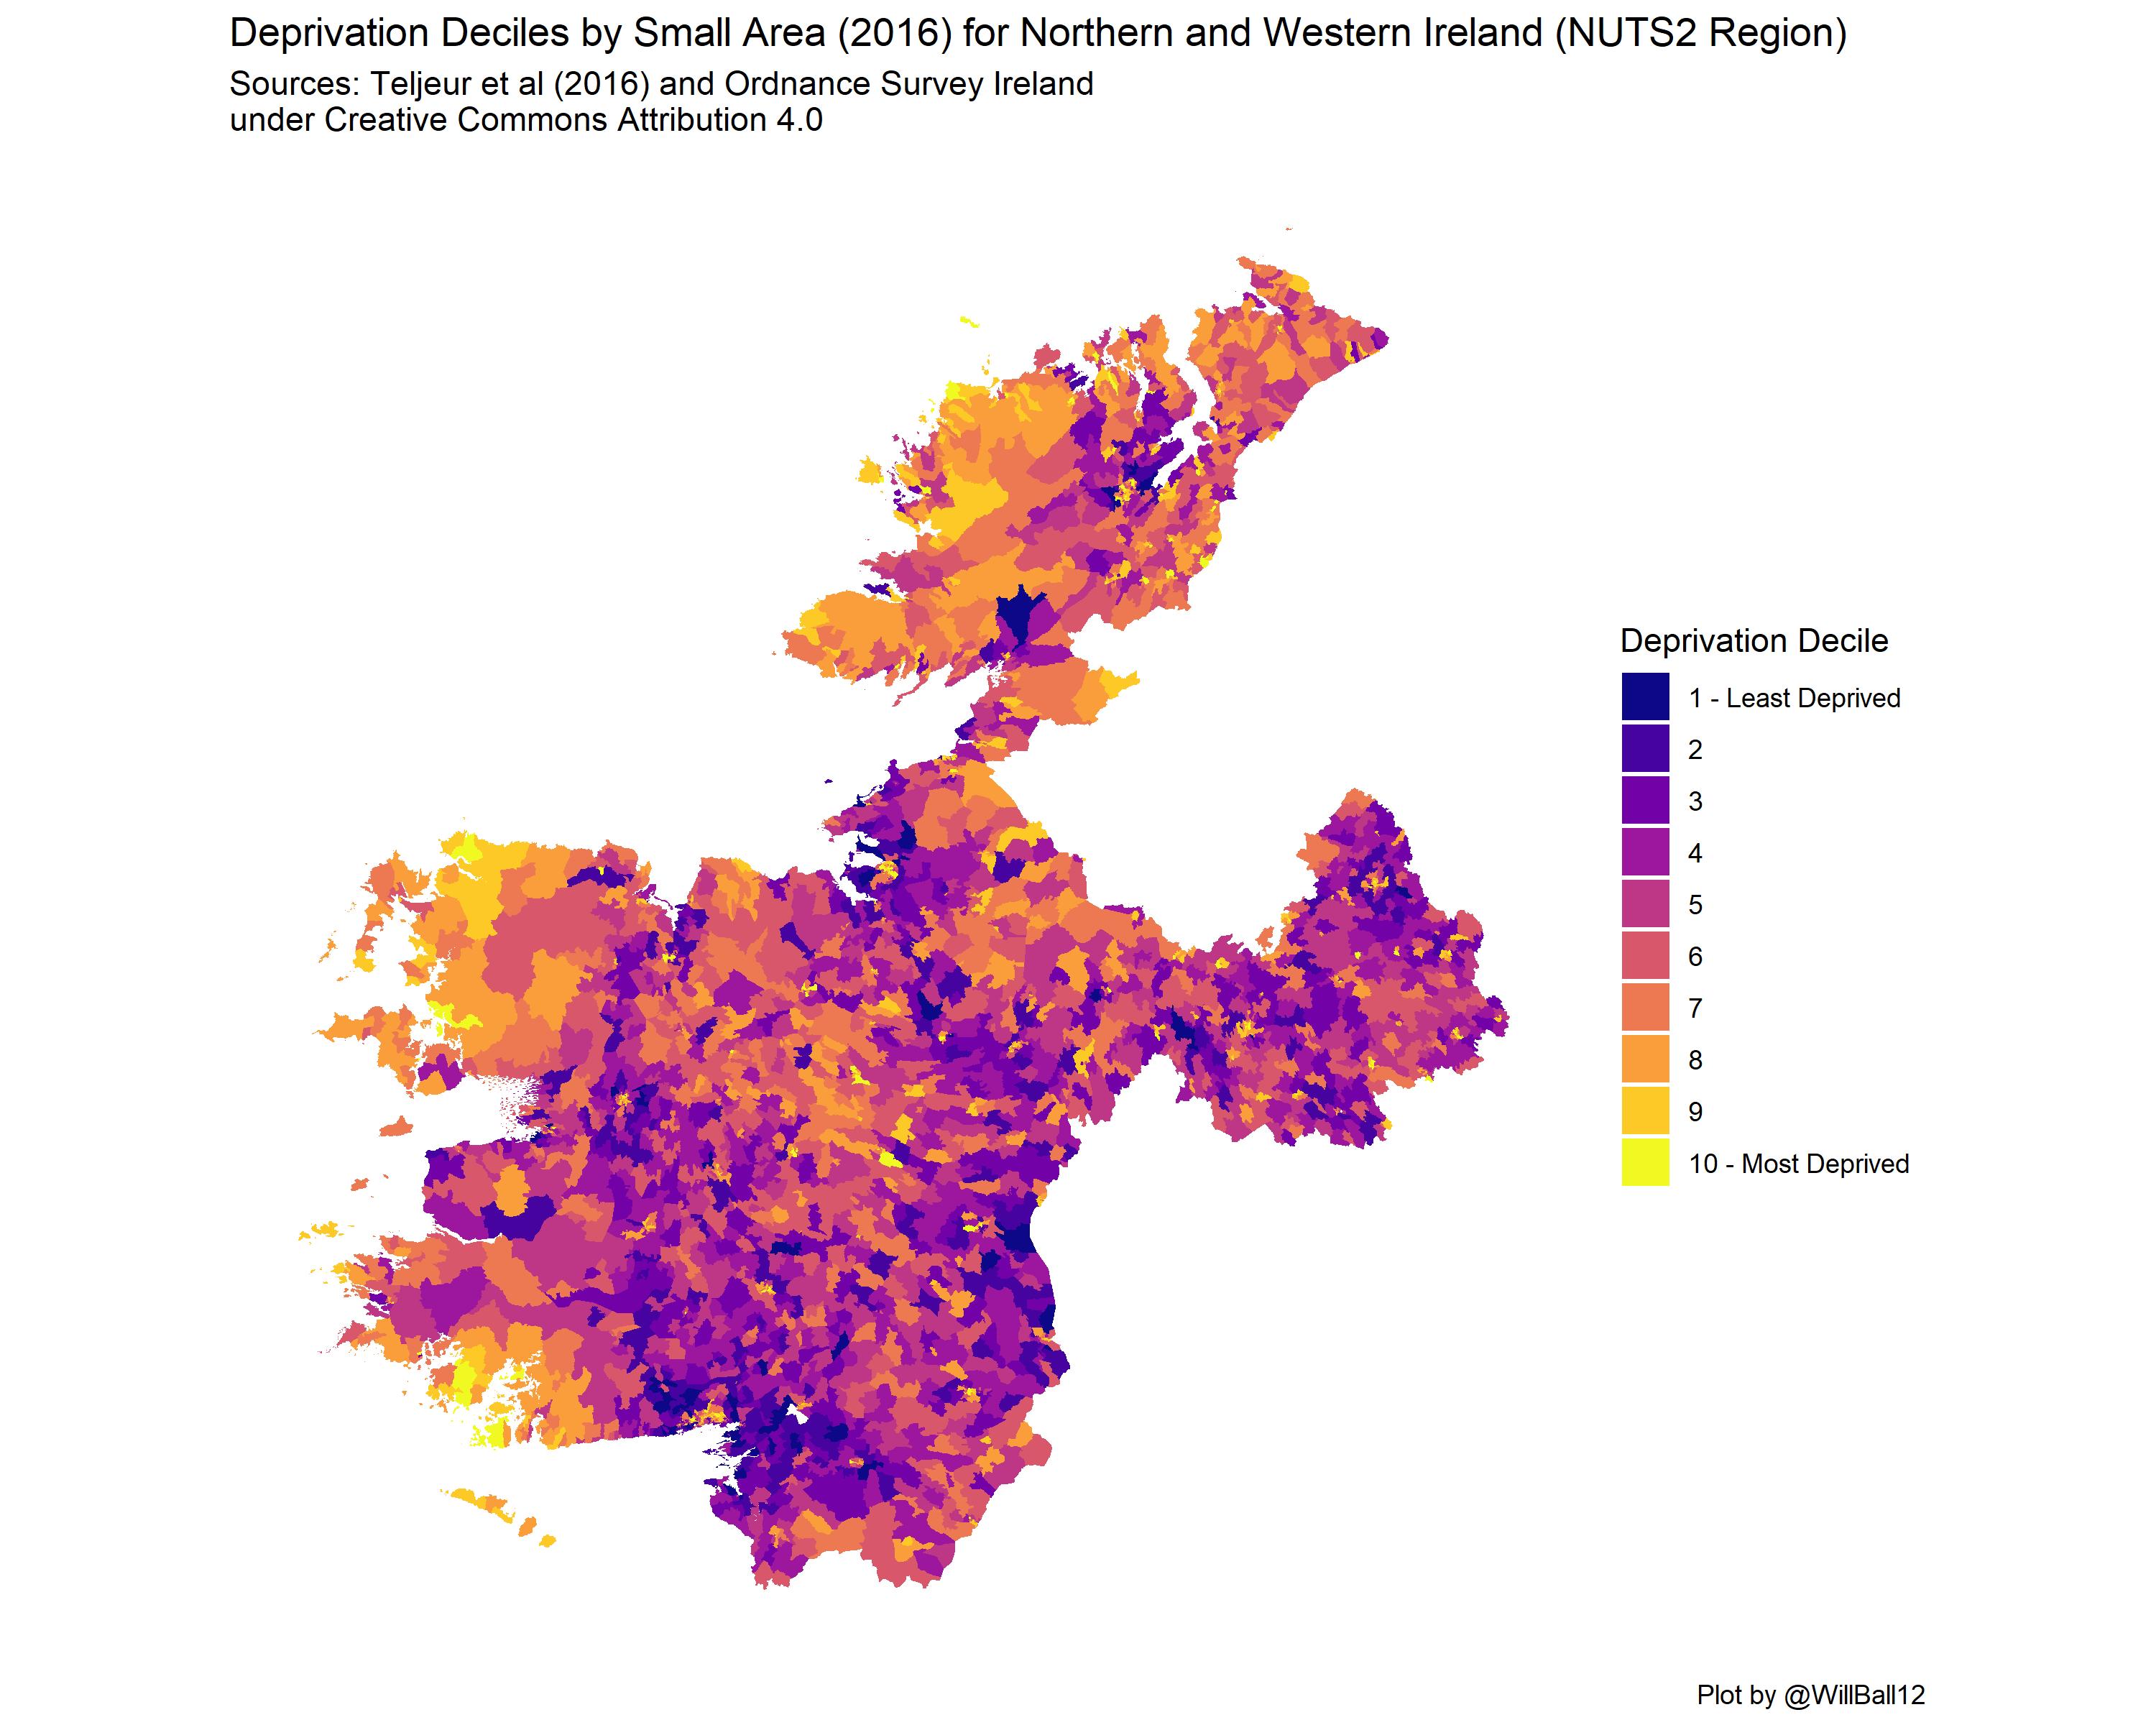 Deprivation Deciles by Small Area (2016) for Northern and Western Ireland (NUTS2 Region)
Sources: Teljeur et al (2016) and Ordnance Survey Ireland
under Creative Commons Attribution 4.0
Deprivation Decile
1 - Least Deprived
2
3
4
5
6
7
8
9
10 - Most Deprived
Plot by @WillBall12